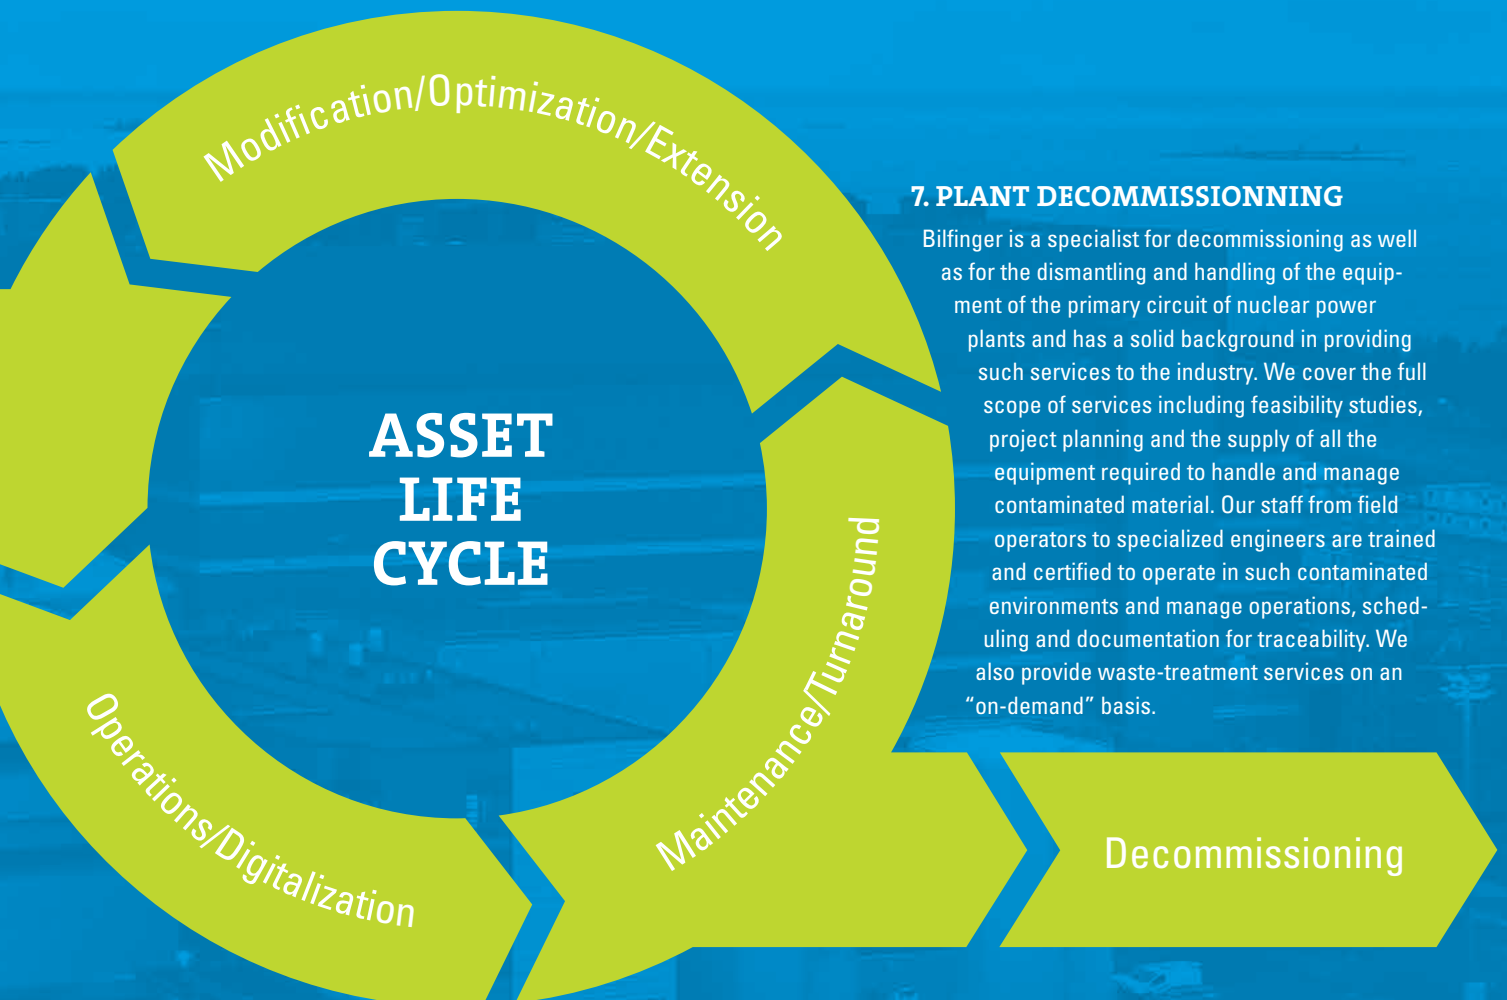 Modification/Optimization/Extension
7. PLANT DECOMMISSIONNING
Bilfinger is a specialist for decommissioning as well
as for the dismantling and handling of the equip-
ment of the primary circuit of nuclear power
plants and has a solid background in providing
such services to the industry. We cover the full
scope of services including feasibility studies,
project planning and the supply of all the
equipment required to handle and manage
contaminated material. Our staff from field
operators to specialized engineers are trained
and certified to operate in such contaminated
environments and manage operations, sched-
uling and documentation for traceability. We
also provide waste-treatment services on an
“on-demand” basis.
ASSET
LIFE
CYCLE
Maintenance/Turnaround
Operations/Digitalization
Decommissioning